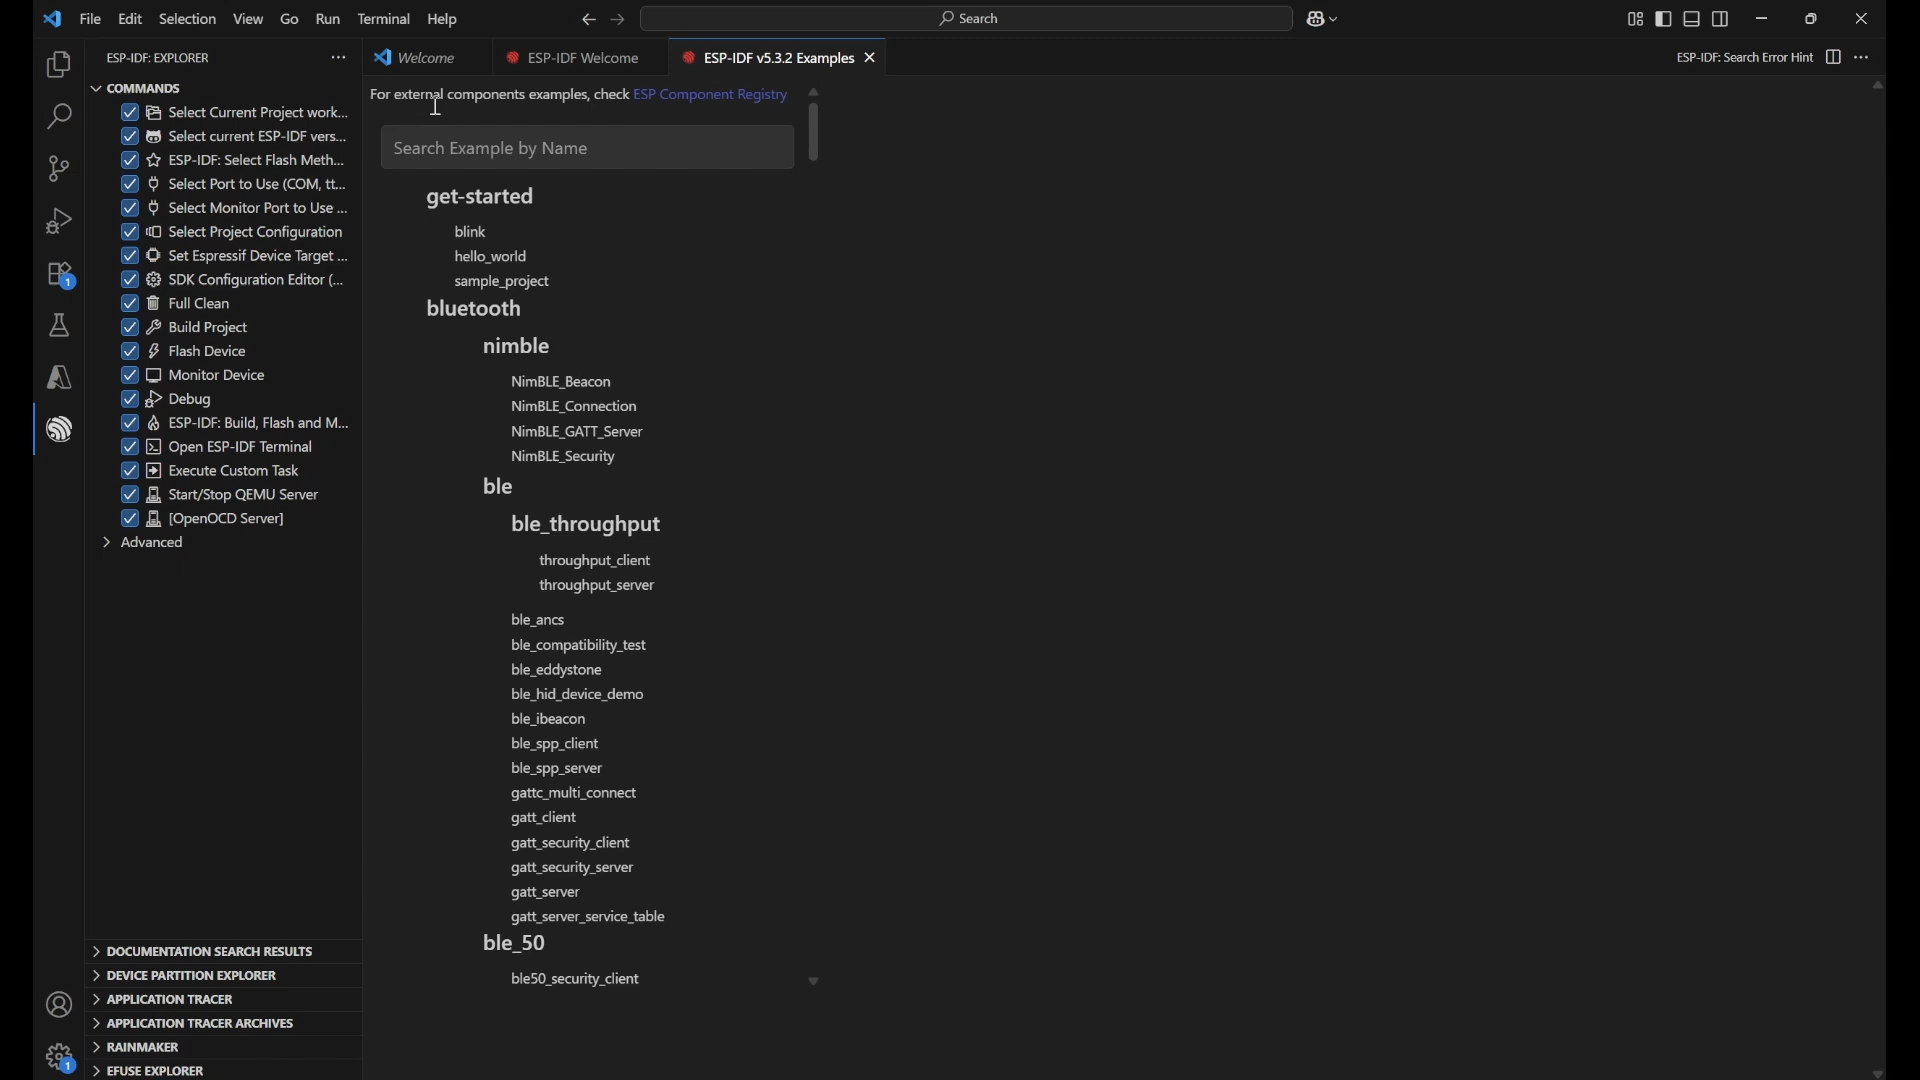 File Edit Selection View Go Run Terminal Help
Search
ESP-IDF: EXPLORER
Welcome
ESP-IDF Welcome
ESP-IDF v5.3.2 Examples
ESP-IDF: Search Error Hint
COMMANDS
Select Current Project work...
Select current ESP-IDF vers...
ESP-IDF: Select Flash Meth...
Select Port to Use (COM, tt...
Select Monitor Port to Use ...
Select Project Configuration
Set Espressif Device Target ...
SDK Configuration Editor (...
Full Clean
Build Project
Flash Device
Monitor Device
Debug
ESP-IDF: Build, Flash and M...
Open ESP-IDF Terminal
Execute Custom Task
Start/Stop QEMU Server
[OpenOCD Server]
Advanced
DOCUMENTATION SEARCH RESULTS
DEVICE PARTITION EXPLORER
APPLICATION TRACER
APPLICATION TRACER ARCHIVES
RAINMAKER
EFUSE EXPLORER
1
1
For external components examples, check ESP Component Registry
Search Example by Name
get-started
blink
hello_world
sample_project
bluetooth
nimble
NimBLE_Beacon
NimBLE_Connection
NimBLE_GATT_Server
NimBLE_Security
ble
ble_throughput
throughput_client
throughput_server
ble_ancs
ble_compatibility_test
ble_eddystone
ble_hid_device_demo
ble_ibeacon
ble_spp_client
ble_spp_server
gattc_multi_connect
gatt_client
gatt_security_client
gatt_security_server
gatt_server
gatt_server_service_table
ble_50
ble50_security_client